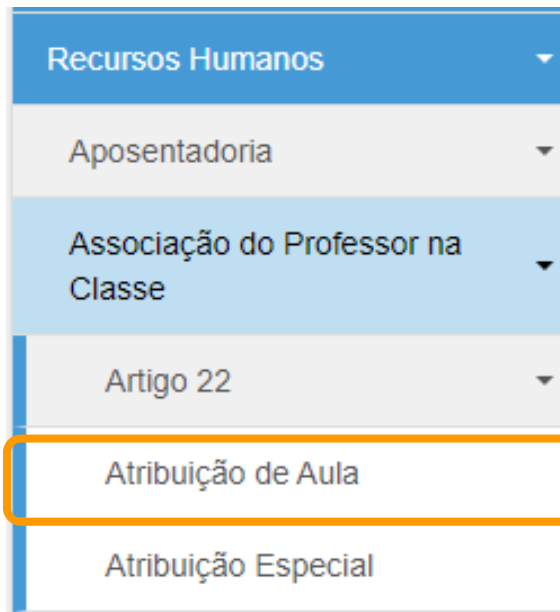 Recursos Humanos
Aposentadoria
Associação do Professor na
Classe
Artigo 22
Atribuição de Aula
Atribuição Especial